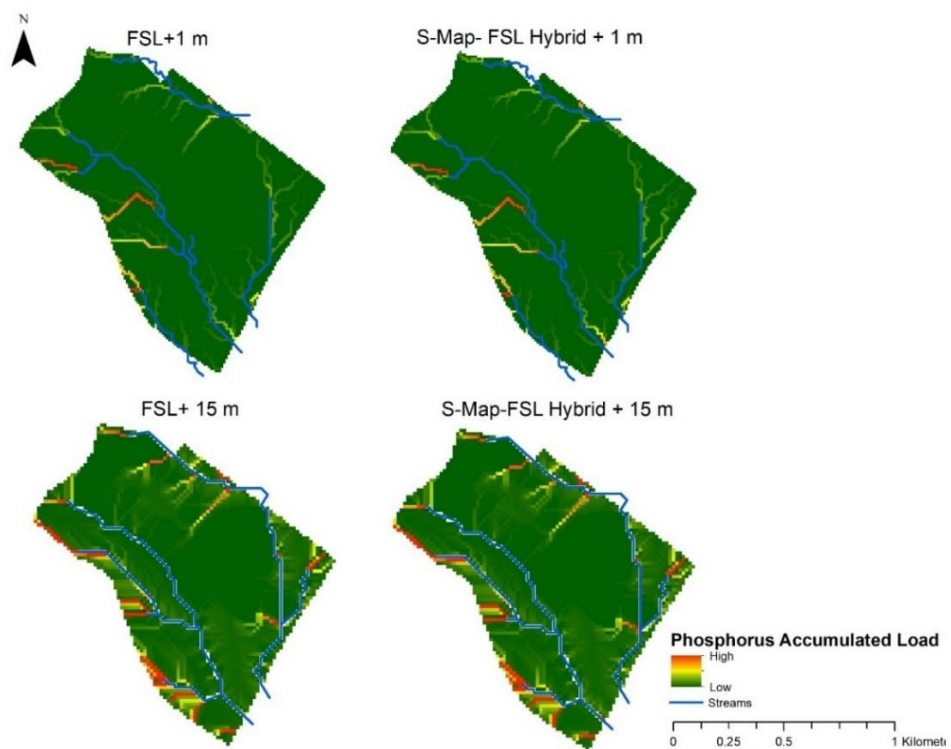 N
FSL+1 m
S-Map- FSL Hybrid + 1 m
FSL+ 15 m
S-Map-FSL Hybrid + 15 m
Phosphorus Accumulated Load
High
Low
Streams
0 0.25 0.5 1 Kilomete